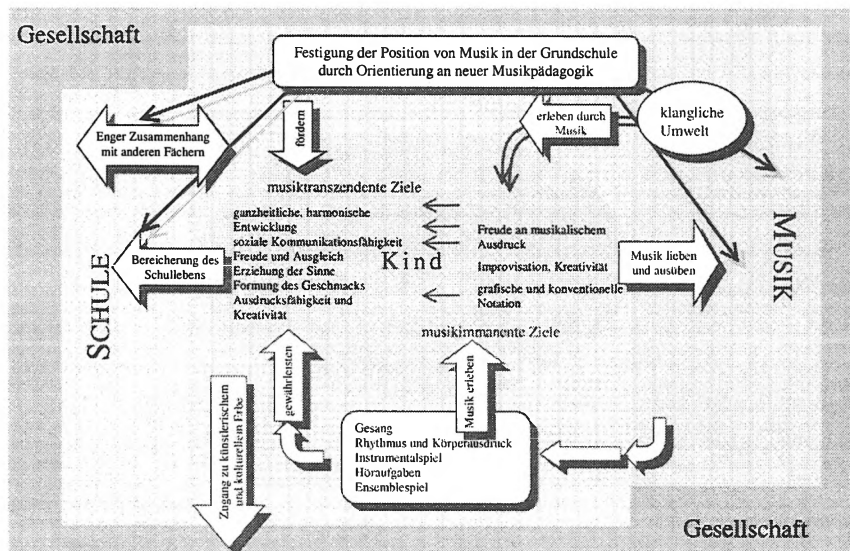 Gesellschaft
Festigung der Position von Musik in der Grundschule
durch Orientierung an neuer Musikpädagogik
Enger Zusammenhang
mit anderen Fächern
fördern
erleben durch
Musik
klangliche
Umwelt
musiktranszendente Ziele
ganzheitliche, harmonische
Entwicklung
soziale Kommunikationsfähigkeit
Freude und Ausgleich
Erziehung der Sinne
Formung des Geschmacks
Ausdrucksfähigkeit und
Kreativität
Kind
Freude an musikalischem
Ausdruck
Improvisation, Kreativität
grafische und konventionelle
Notation
musikimmanente Ziele
Bereicherung des
Schullebens
SCHULE
Musik lieben
und ausüben
MUSIK
gewährleisten
Musik erleben
Zugang zu künstlerischem
und kulturellem Erbe
Gesang
Rhythmus und Körperausdruck
Instrumentalspiel
Höraufgaben
Ensemblespiel
Gesellschaft